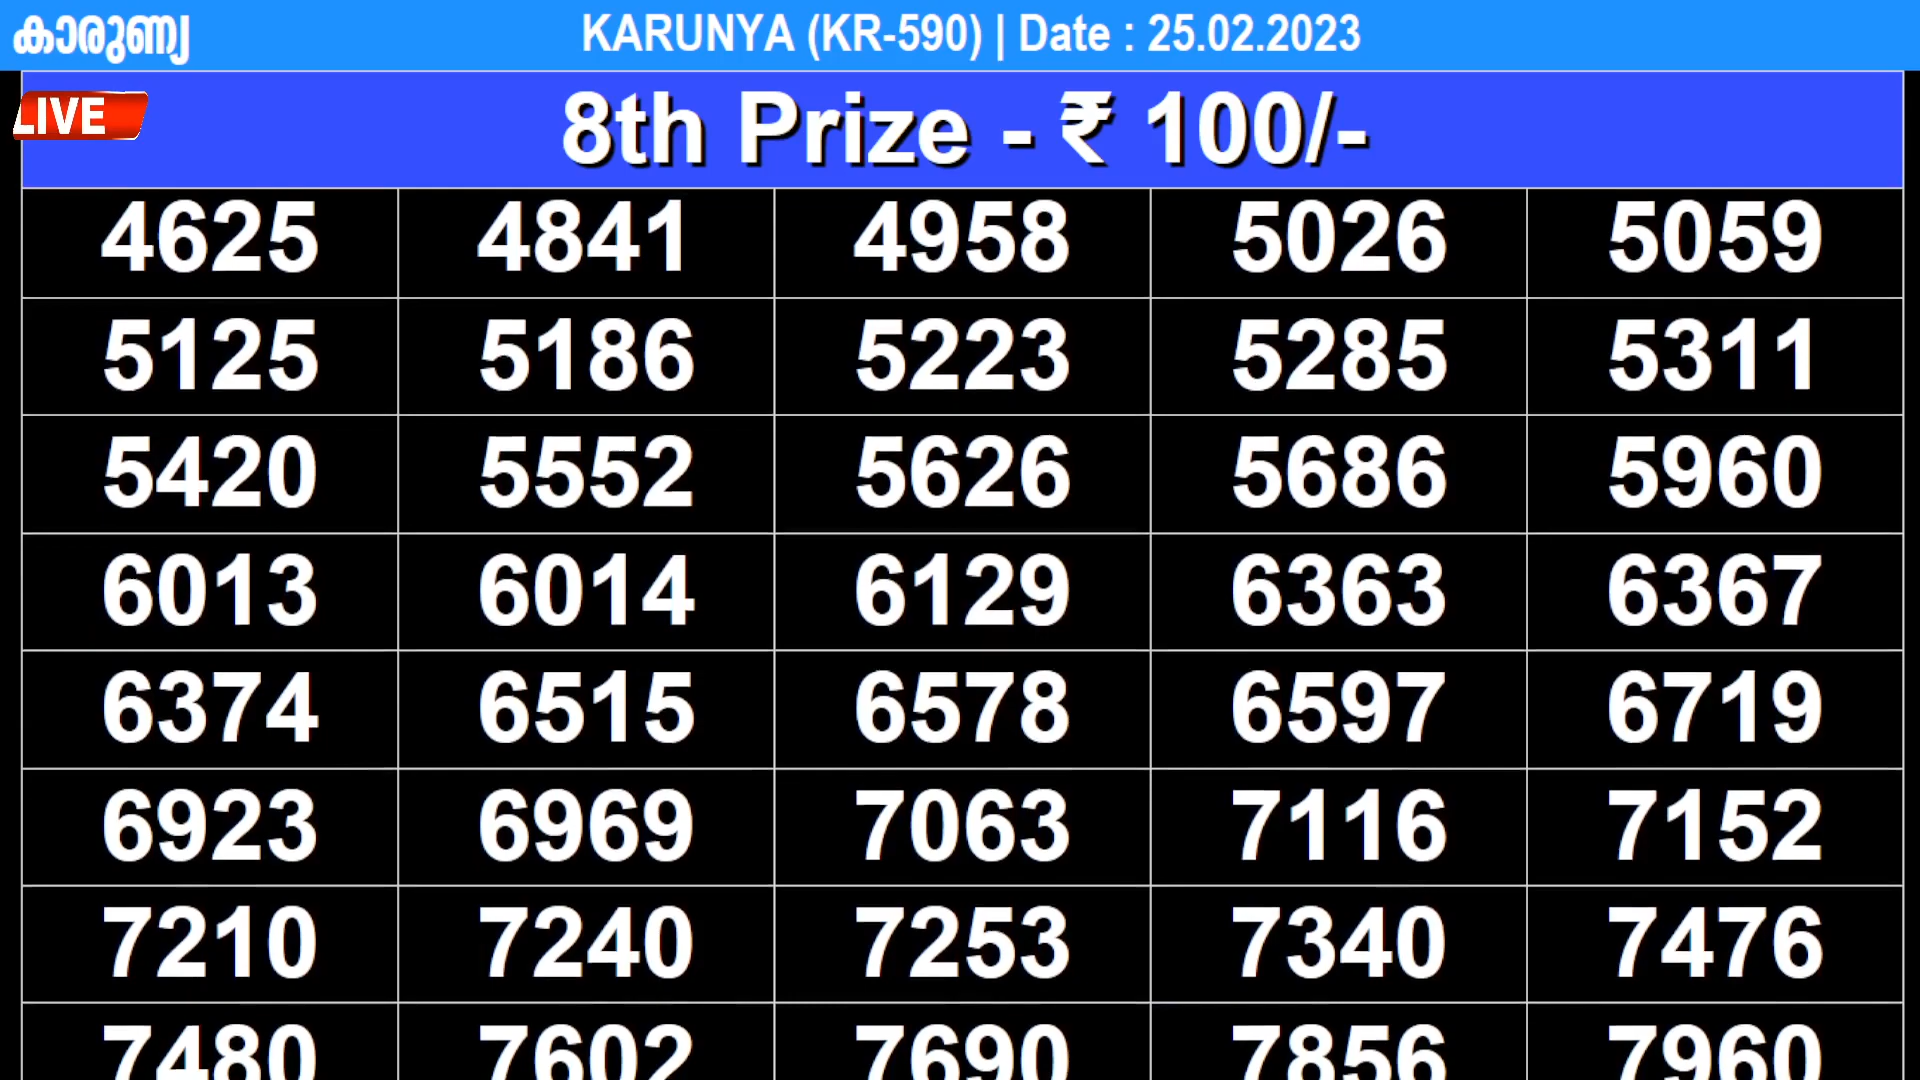 കാരുണ്യ KARUNYA (KR-590) | Date : 25.02.2023
LIVE
8th Prize - ₹ 100/-
4625 4841 4958 5026 5059
5125 5186 5223 5285 5311
5420 5552 5626 5686 5960
6013 6014 6129 6363 6367
6374 6515 6578 6597 6719
6923 6969 7063 7116 7152
7210 7240 7253 7340 7476
7480 7602 7690 7856 7960